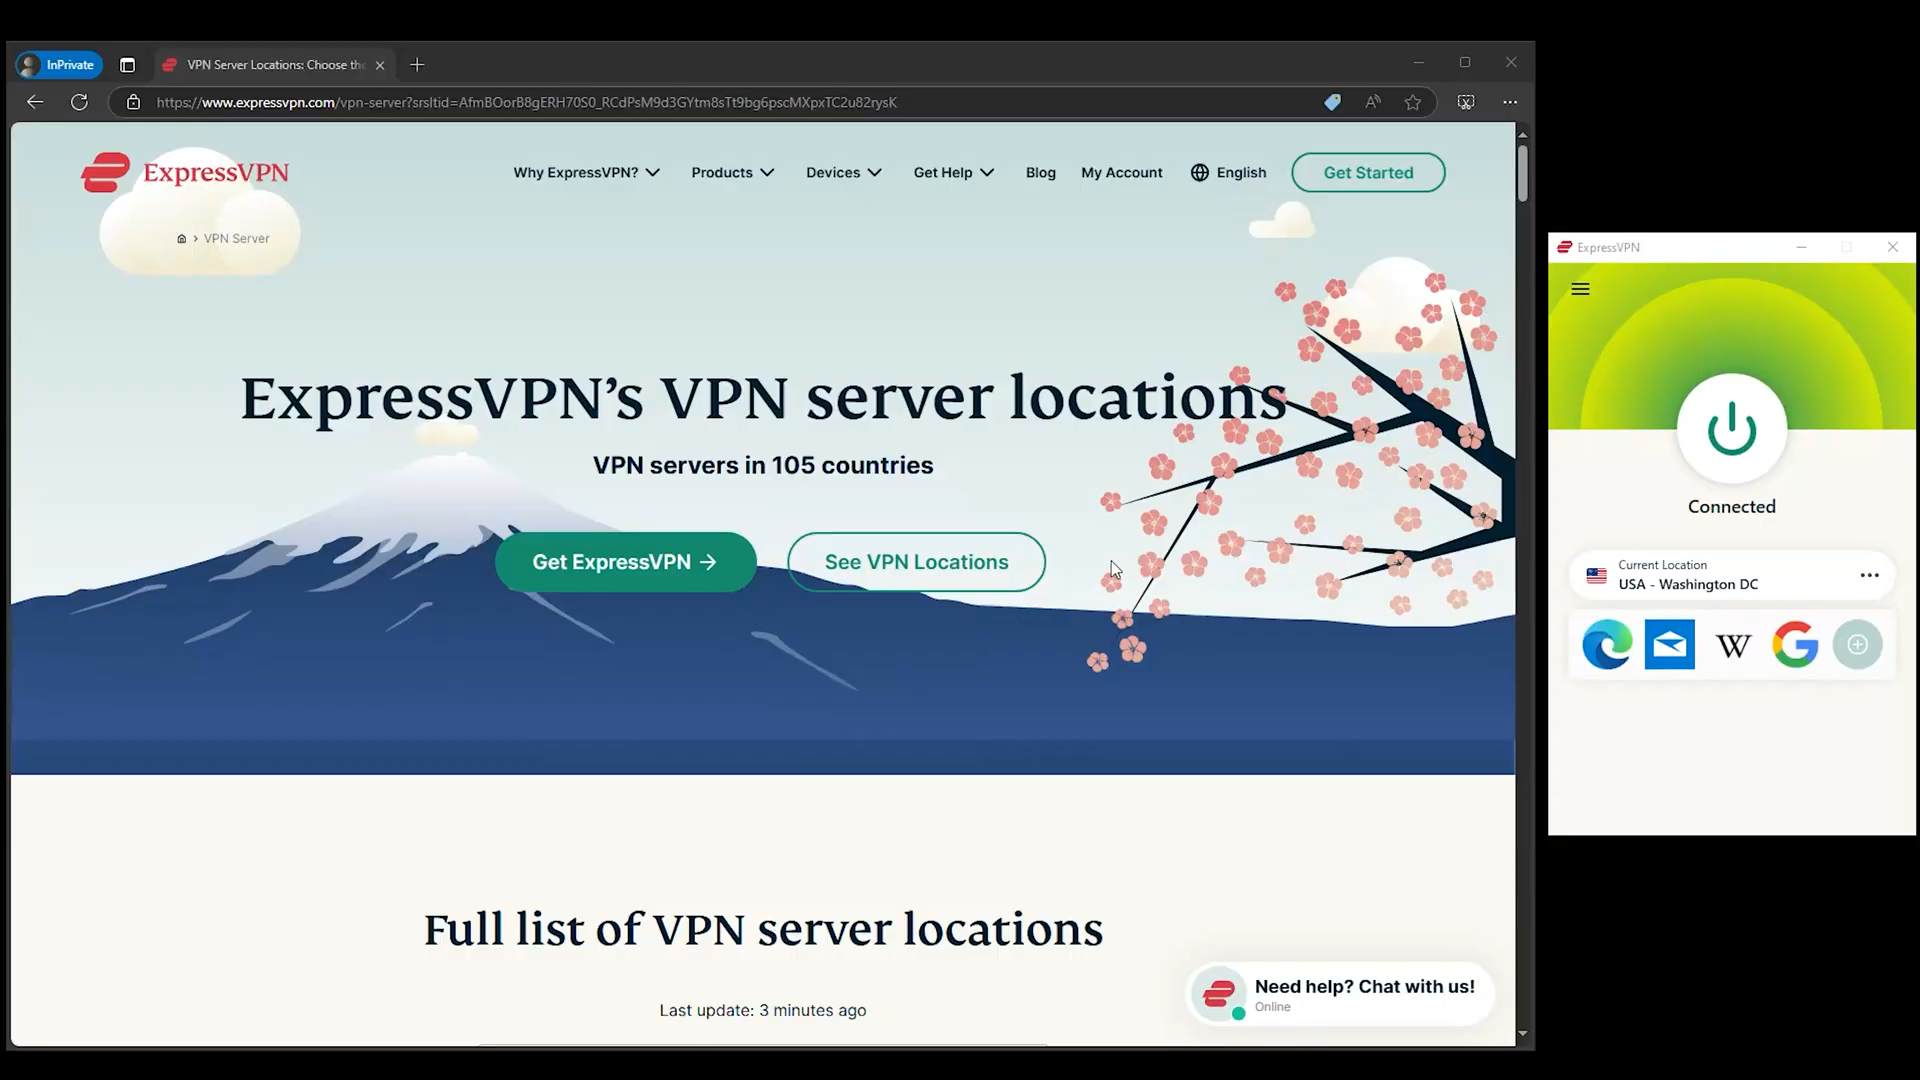 InPrivate
VPN Server Locations: Choose the
https://www.expressvpn.com/vpn-server?srsltid=AfmBOorB8gERH70S0_RCdPsM9d3GYtm8sTt9bg6pscMXpxTC2u82rysK
ExpressVPN
Why ExpressVPN?
Products
Devices
Get Help
Blog
My Account
English
Get Started
VPN Server
ExpressVPN’s VPN server locations
VPN servers in 105 countries
Get ExpressVPN
See VPN Locations
Full list of VPN server locations
Last update: 3 minutes ago
Need help? Chat with us!
Online
ExpressVPN
Connected
Current Location
USA - Washington DC
W